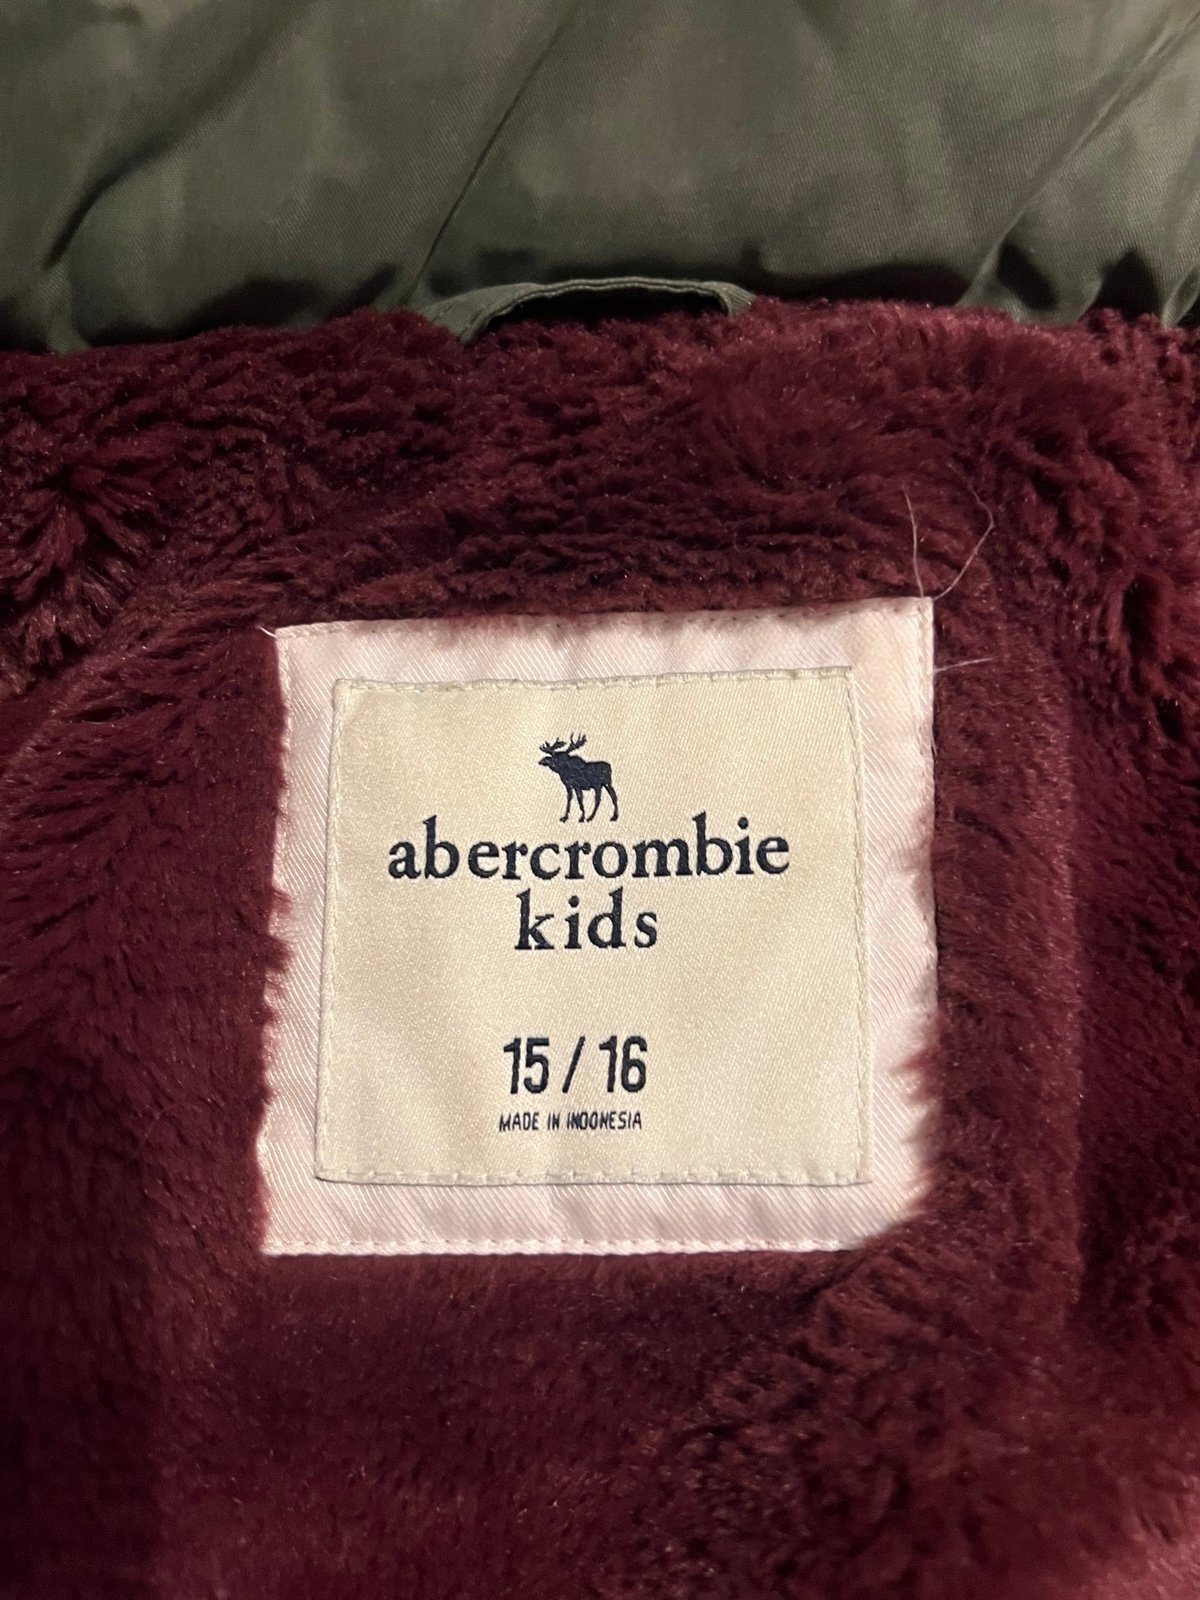 abercrombie
kids
15 / 16
MADE IN INDONESIA